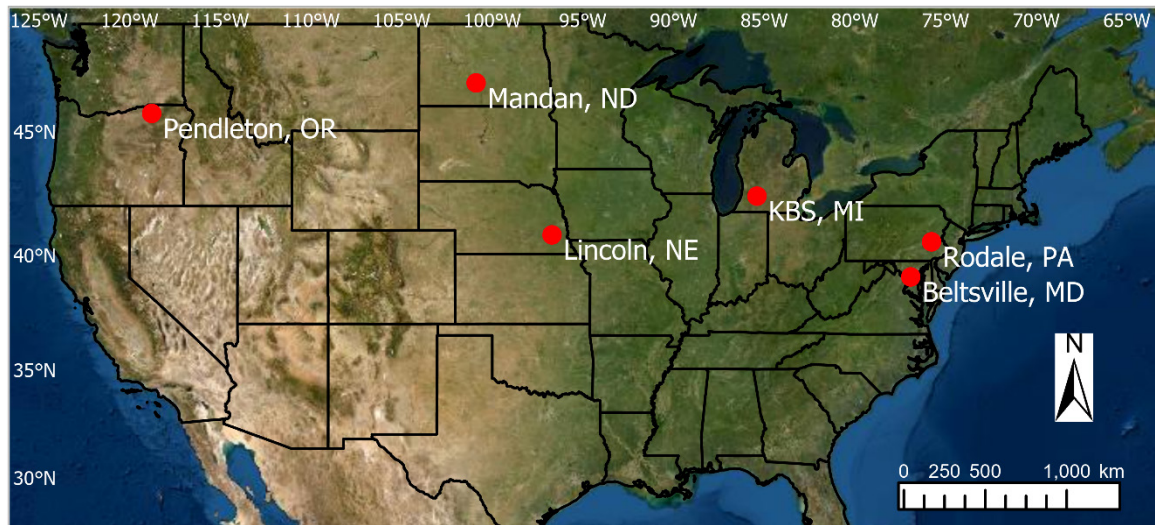 125°W 120°W 115°W 110°W 105°W 100°W 95°W 90°W 85°W 80°W 75°W 70°W 65°W
Mandan, ND
Pendleton, OR
45°N
KBS, MI
Lincoln, NE
40°N
Rodale, PA
Beltsville, MD
N
35°N
0 250 500 1,000 km
30°N